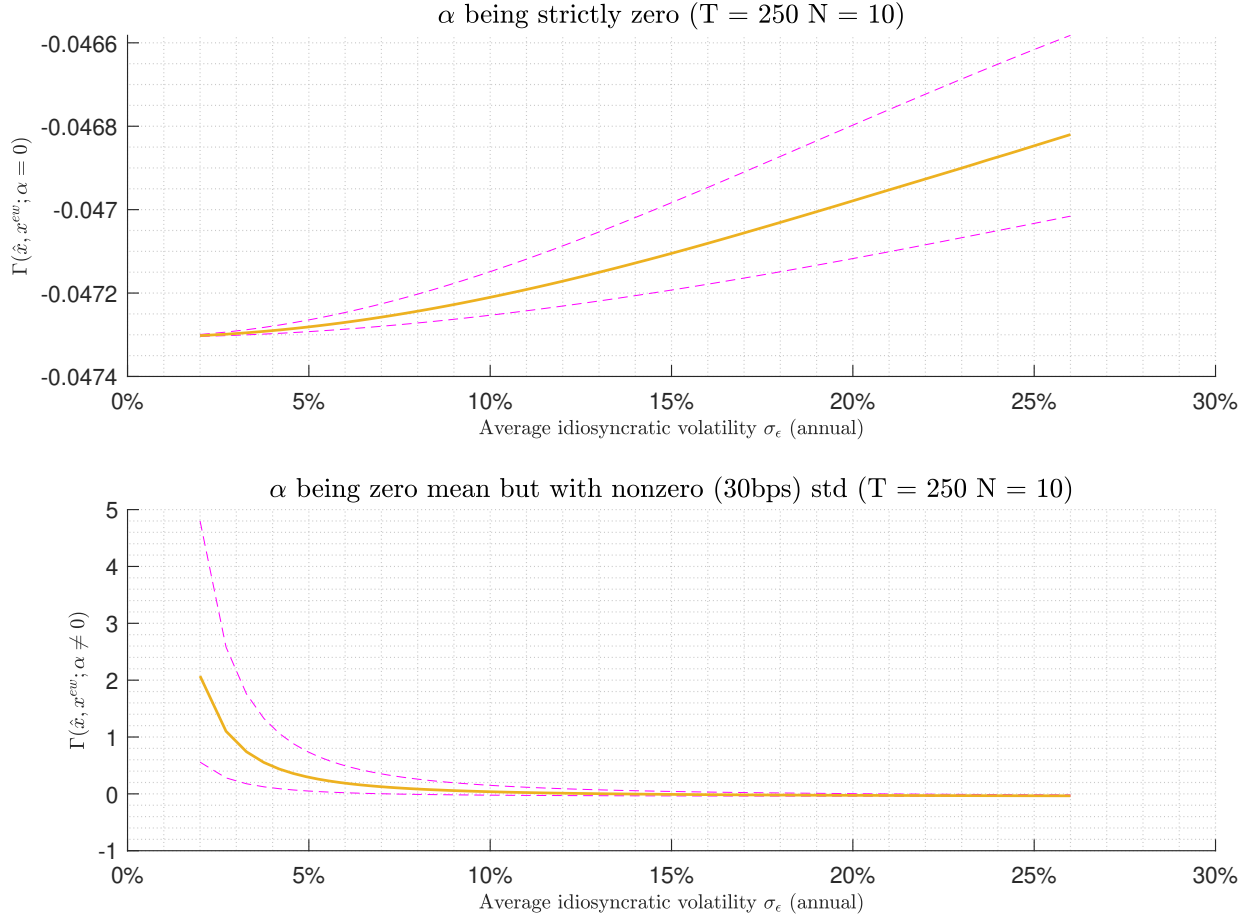 α being strictly zero (T = 250 N = 10)
-0.0466
-0.0468
-0.047
-0.0472
-0.0474
Γ(x̂, x^{ew}; α = 0)
0% 5% 10% 15% 20% 25% 30%
Average idiosyncratic volatility σ_ϵ (annual)
α being zero mean but with nonzero (30bps) std (T = 250 N = 10)
5
4
3
2
1
0
-1
Γ(x̂, x^{ew}; α ≠ 0)
0% 5% 10% 15% 20% 25% 30%
Average idiosyncratic volatility σ_ϵ (annual)